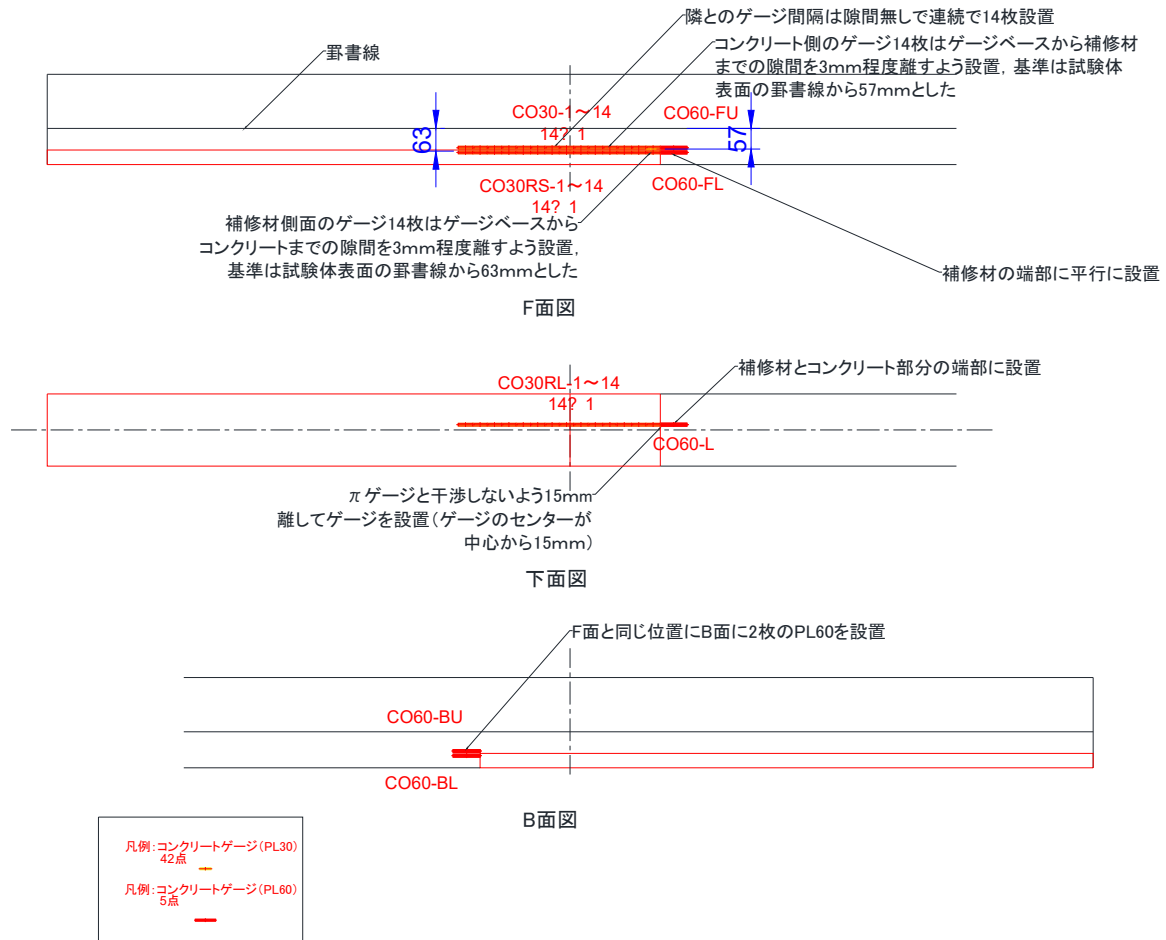 隣とのゲージ間隔は隙間無しで連続で14枚設置
罫書線
コンクリート側のゲージ14枚はゲージベースから補修材
までの隙間を3mm程度離すよう設置，基準は試験体
表面の罫書線から57mmとした
CO30-1～14
14? 1
CO60-FU
63
57
CO30RS-1～14
14? 1
CO60-FL
補修材側面のゲージ14枚はゲージベースから
コンクリートまでの隙間を3mm程度離すよう設置，
基準は試験体表面の罫書線から63mmとした
補修材の端部に平行に設置
F面図
補修材とコンクリート部分の端部に設置
CO30RL-1～14
14? 1
CO60-L
πゲージと干渉しないよう15mm
離してゲージを設置（ゲージのセンターが
中心から15mm）
下面図
F面と同じ位置にB面に2枚のPL60を設置
CO60-BU
CO60-BL
B面図
凡例：コンクリートゲージ（PL30）
42点
凡例：コンクリートゲージ（PL60）
5点